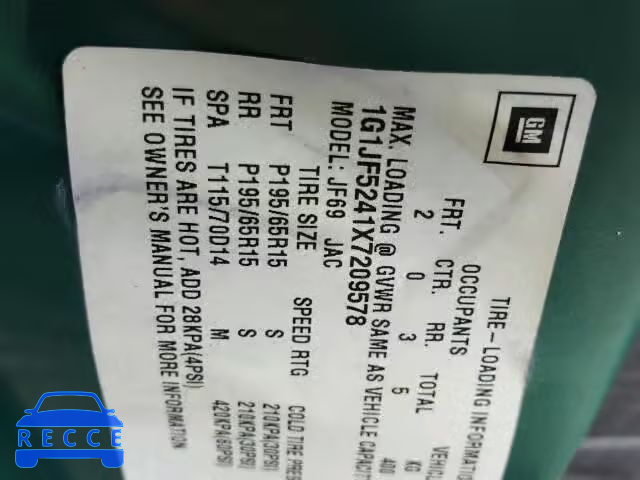 GM
TIRE-LOADING INFORMATION
OCCUPANTS VEHICLE
FRT. CTR. RR. TOTAL KG
2 0 3 5 400
MAX. LOADING @ GVWR SAME AS VEHICLE CAPACITY
1G1JF5241X7209578
MODEL: JF69 JAC
TIRE SIZE SPEED RTG COLD TIRE
FRT P195/65R15 S 210KPA(30PSI)
RR P195/65R15 S 210KPA(30PSI)
SPA T115/70D14 M 420KPA(60PSI)
IF TIRES ARE HOT, ADD 28KPA(4PSI)
SEE OWNER'S MANUAL FOR MORE INFORMATION
RECCE